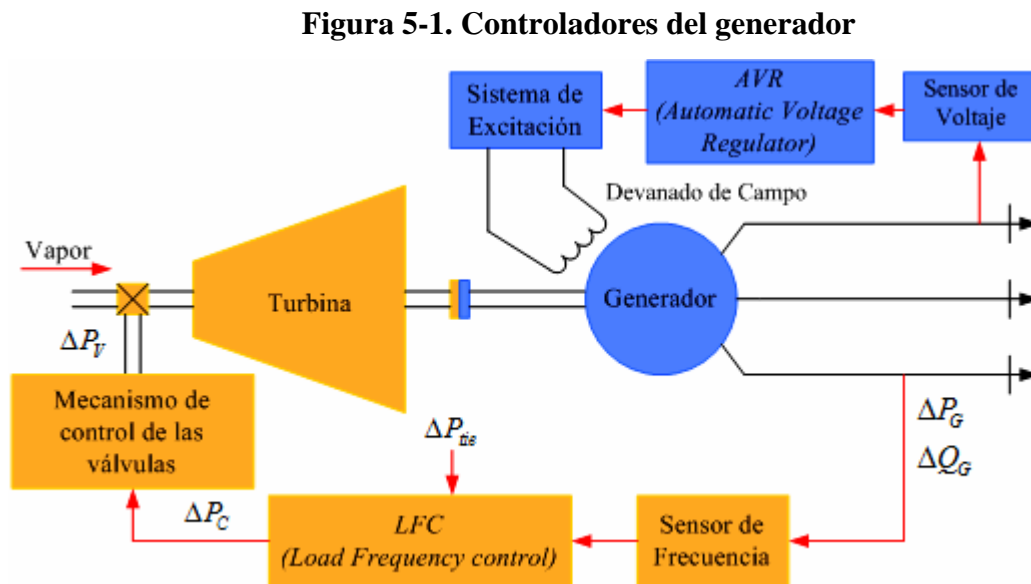 Figura 5-1. Controladores del generador
Sistema de
Excitación
AVR
(Automatic Voltage
Regulator)
Sensor de
Voltaje
Devanado de Campo
Vapor
Turbina
Generador
ΔP_V
Mecanismo de
control de las
válvulas
ΔP_tie
ΔP_G
ΔQ_G
ΔP_C
LFC
(Load Frequency control)
Sensor de
Frecuencia